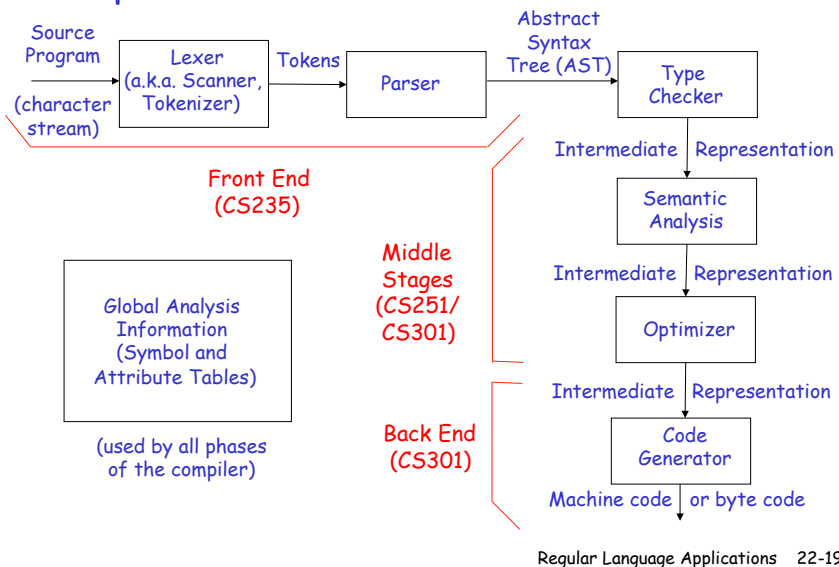 Source
Program
(character
stream)
Lexer
(a.k.a. Scanner,
Tokenizer)
Tokens
Parser
Abstract
Syntax
Tree (AST)
Type
Checker
Intermediate Representation
Front End
(CS235)
Semantic
Analysis
Middle
Stages
(CS251/
CS301)
Intermediate Representation
Global Analysis
Information
(Symbol and
Attribute Tables)
Optimizer
Intermediate Representation
(used by all phases
of the compiler)
Back End
(CS301)
Code
Generator
Machine code or byte code
Regular Language Applications 22-19